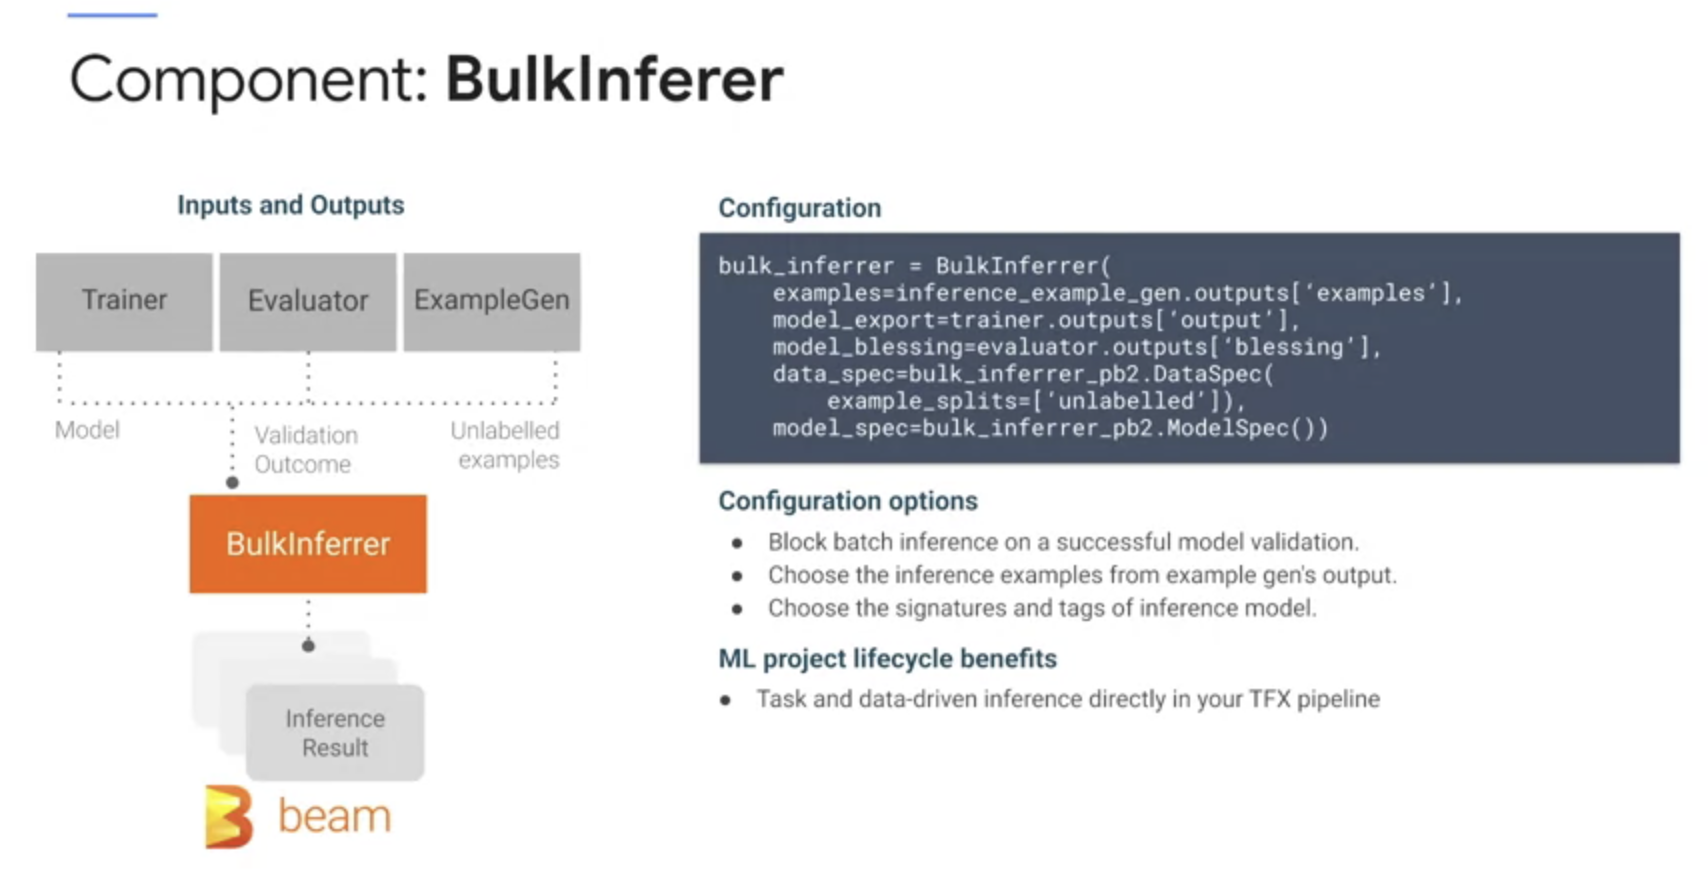 Component: BulkInferer
Inputs and Outputs
Trainer
Evaluator
ExampleGen
Model
Validation
Outcome
Unlabelled
examples
BulkInferrer
Inference
Result
beam
Configuration
bulk_inferrer = BulkInferrer(
examples=inference_example_gen.outputs[‘examples’],
model_export=trainer.outputs[‘output’],
model_blessing=evaluator.outputs[‘blessing’],
data_spec=bulk_inferrer_pb2.DataSpec(
example_splits=[‘unlabelled’]),
model_spec=bulk_inferrer_pb2.ModelSpec())
Configuration options
● Block batch inference on a successful model validation.
● Choose the inference examples from example gen's output.
● Choose the signatures and tags of inference model.
ML project lifecycle benefits
● Task and data-driven inference directly in your TFX pipeline